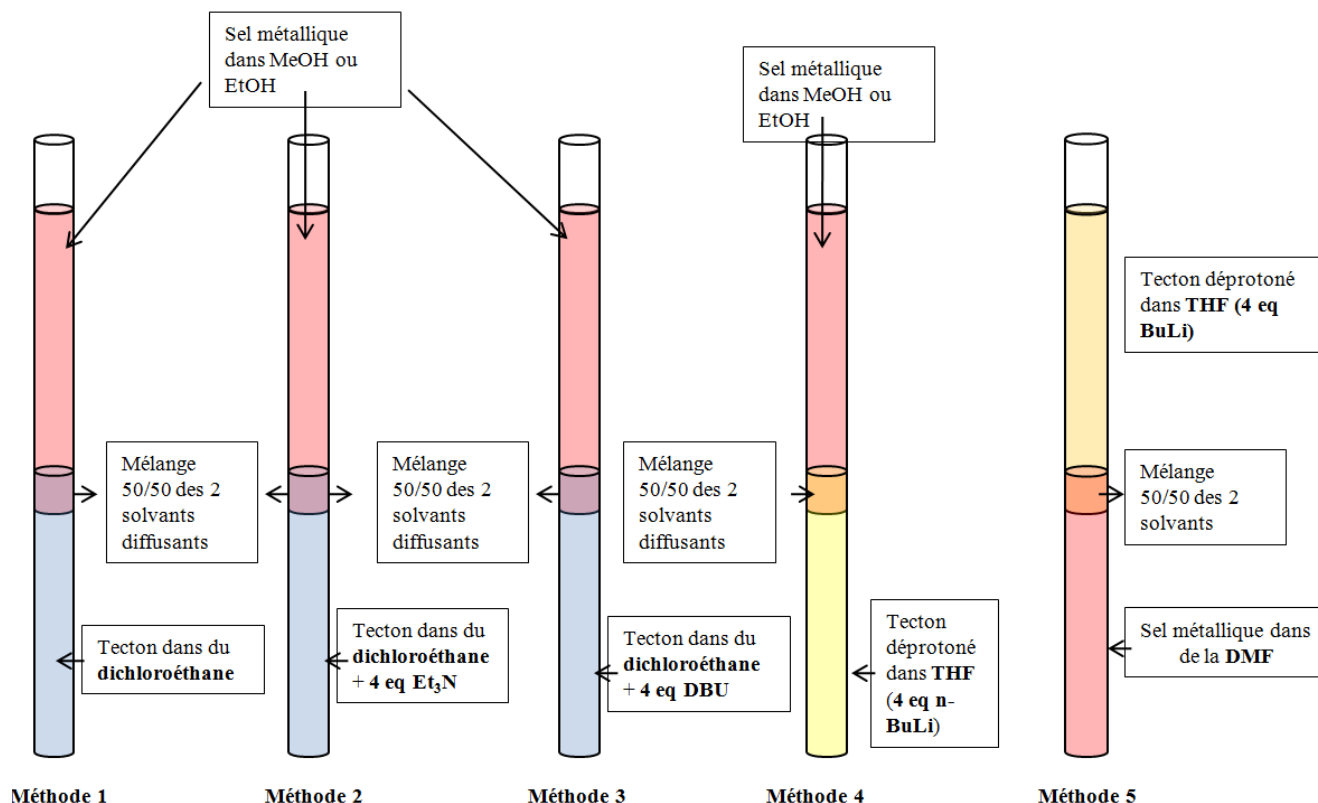 Sel métallique
dans MeOH ou
EtOH
Sel métallique
dans MeOH ou
EtOH
Tecton déprotoné
dans THF (4 eq
BuLi)
Mélange
50/50 des 2
solvants
diffusants
Mélange
50/50 des 2
solvants
diffusants
Mélange
50/50 des 2
solvants
diffusants
Mélange
50/50 des 2
solvants
Tecton dans du
dichloroéthane
Tecton dans du
dichloroéthane
+ 4 eq Et₃N
Tecton dans du
dichloroéthane
+ 4 eq DBU
Tecton
déprotoné
dans THF
(4 eq n-
BuLi)
Sel métallique dans
de la DMF
Méthode 1
Méthode 2
Méthode 3
Méthode 4
Méthode 5